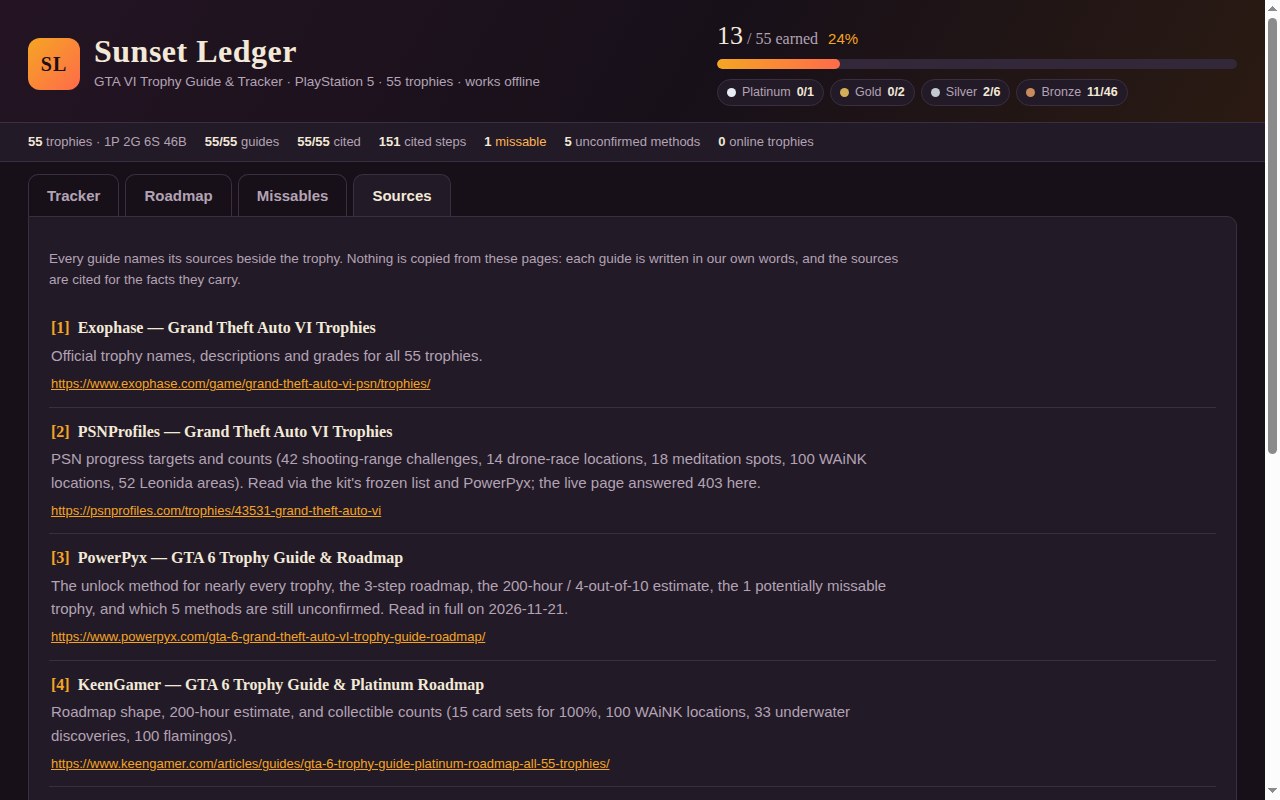 SL
Sunset Ledger
GTA VI Trophy Guide & Tracker · PlayStation 5 · 55 trophies · works offline
13 / 55 earned 24%
Platinum 0/1 Gold 0/2 Silver 2/6 Bronze 11/46
55 trophies · 1P 2G 6S 46B 55/55 guides 55/55 cited 151 cited steps 1 missable 5 unconfirmed methods 0 online trophies
Tracker Roadmap Missables Sources
Every guide names its sources beside the trophy. Nothing is copied from these pages: each guide is written in our own words, and the sources
are cited for the facts they carry.
[1] Exophase — Grand Theft Auto VI Trophies
Official trophy names, descriptions and grades for all 55 trophies.
https://www.exophase.com/game/grand-theft-auto-vi-psn/trophies/
[2] PSNProfiles — Grand Theft Auto VI Trophies
PSN progress targets and counts (42 shooting-range challenges, 14 drone-race locations, 18 meditation spots, 100 WAiNK
locations, 52 Leonida areas). Read via the kit's frozen list and PowerPyx; the live page answered 403 here.
https://psnprofiles.com/trophies/43531-grand-theft-auto-vi
[3] PowerPyx — GTA 6 Trophy Guide & Roadmap
The unlock method for nearly every trophy, the 3-step roadmap, the 200-hour / 4-out-of-10 estimate, the 1 potentially missable
trophy, and which 5 methods are still unconfirmed. Read in full on 2026-11-21.
https://www.powerpyx.com/gta-6-grand-theft-auto-vI-trophy-guide-roadmap/
[4] KeenGamer — GTA 6 Trophy Guide & Platinum Roadmap
Roadmap shape, 200-hour estimate, and collectible counts (15 card sets for 100%, 100 WAiNK locations, 33 underwater
discoveries, 100 flamingos).
https://www.keengamer.com/articles/guides/gta-6-trophy-guide-platinum-roadmap-all-55-trophies/